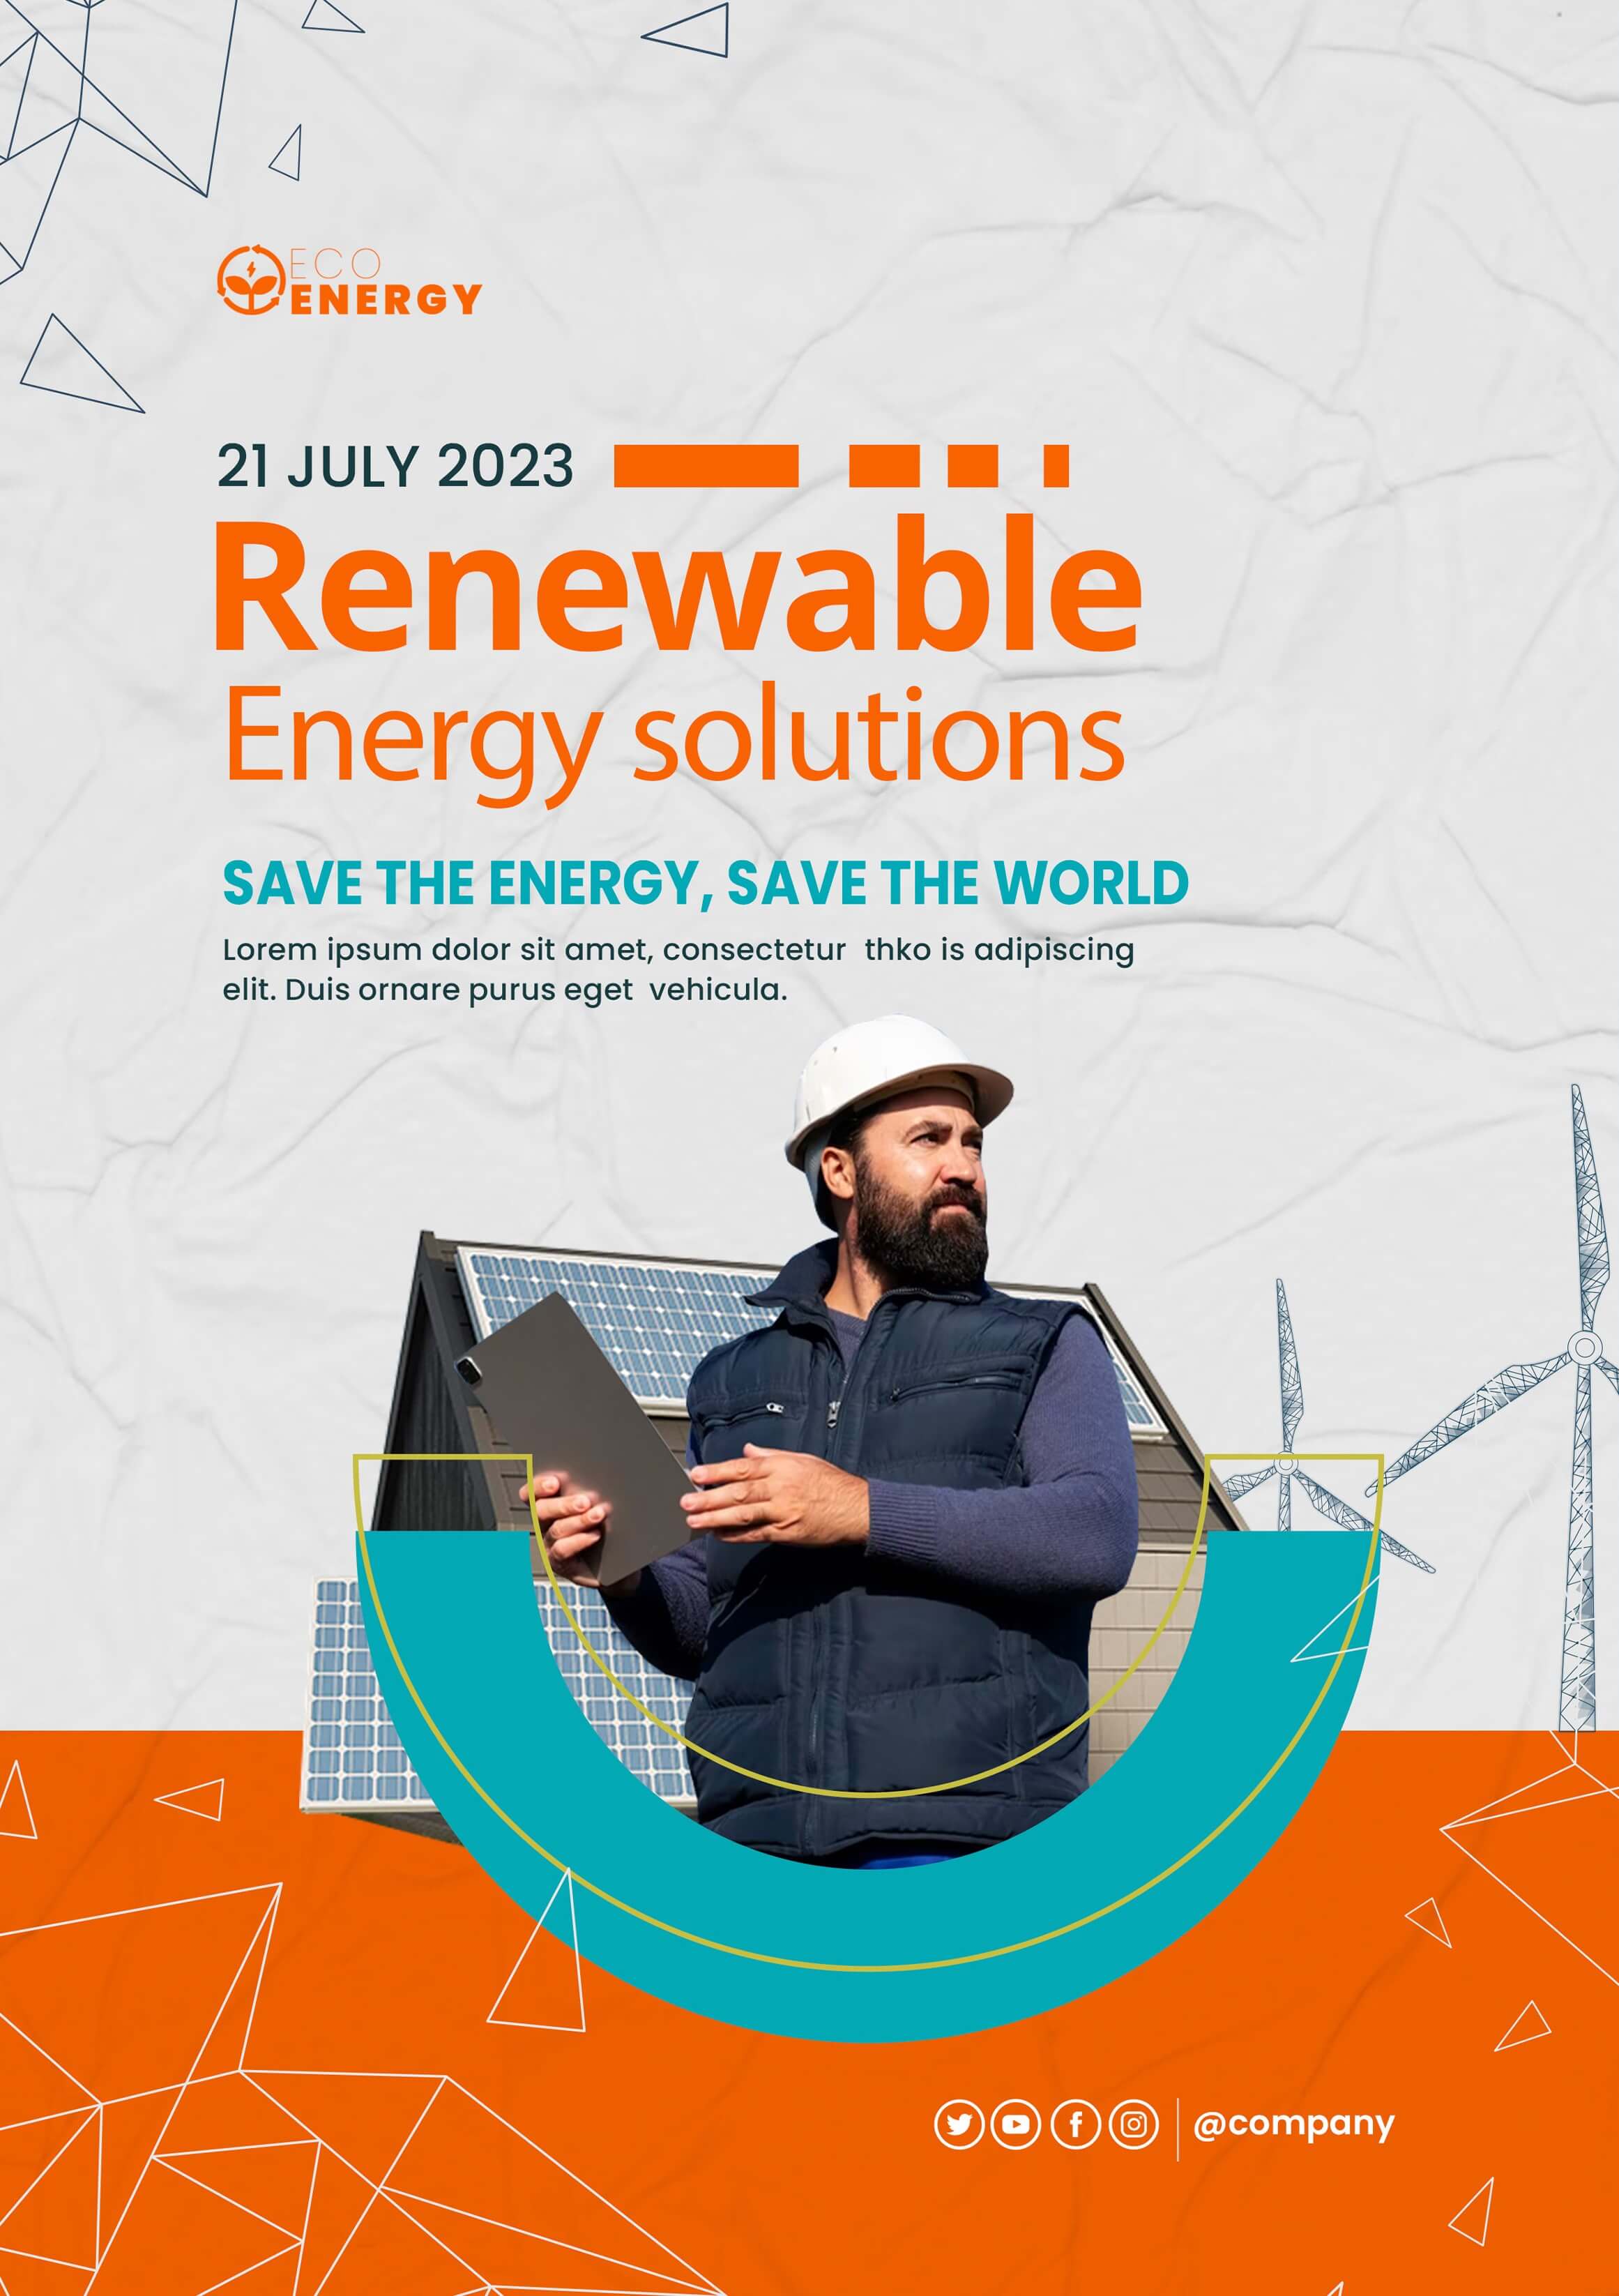 ECO
ENERGY
21 JULY 2023
Renewable
Energy solutions
SAVE THE ENERGY, SAVE THE WORLD
Lorem ipsum dolor sit amet, consectetur  thko is adipiscing
elit. Duis ornare purus eget  vehicula.
@company